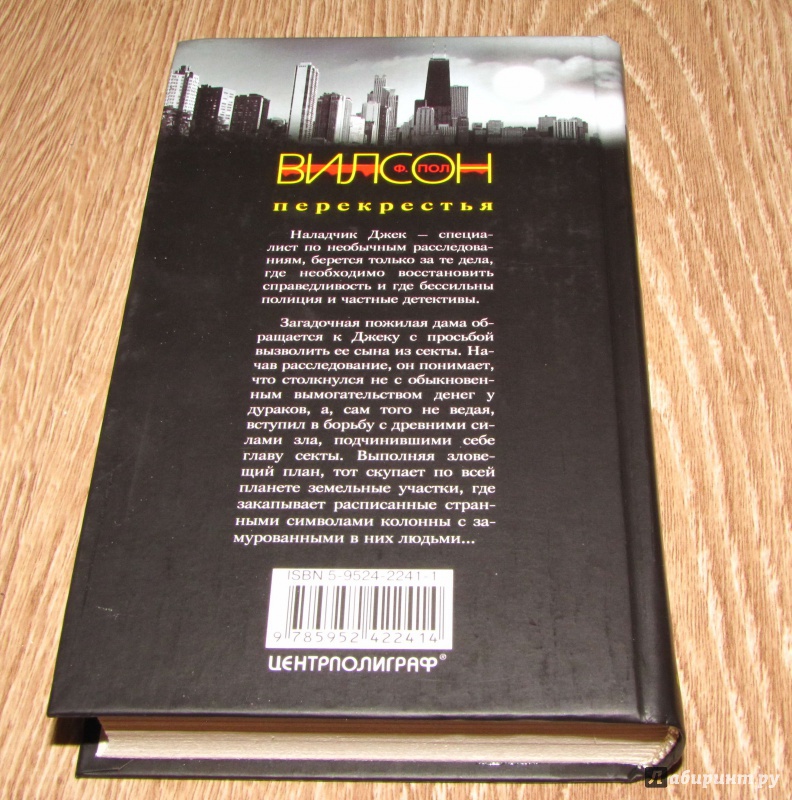 ВИЛСОН
Ф. ПОЛ
перекрестья
Наладчик Джек — специа-
лист по необычным расследова-
ниям, берется только за те дела,
где необходимо восстановить
справедливость и где бессильны
полиция и частные детективы.
Загадочная пожилая дама об-
ращается к Джеку с просьбой
вызволить ее сына из секты. На-
чав расследование, он понимает,
что столкнулся не с обыкновен-
ным вымогательством денег у
дураков, а, сам того не ведая,
вступил в борьбу с древними си-
лами зла, подчинившими себе
главу секты. Выполняя злове-
щий план, тот скупает по всей
планете земельные участки, где
закапывает расписанные стран-
ными символами колонны с за-
мурованными в них людьми...
ISBN 5-9524-2241-1
9 785952 422414
ЦЕНТРПОЛИГРАФ®
Лабиринт.ру